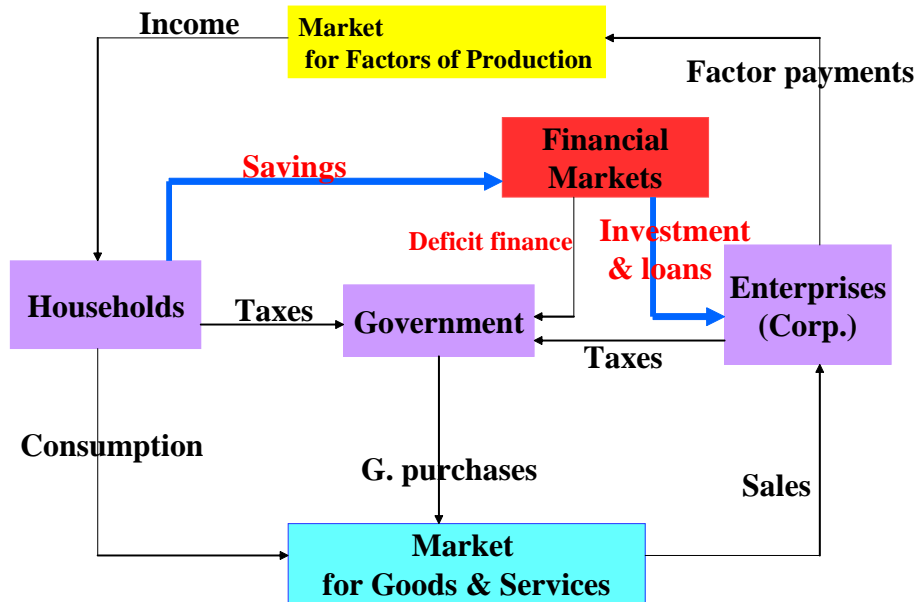 Income
Market
for Factors of Production
Factor payments
Financial
Markets
Savings
Deficit finance
Investment
& loans
Households
Taxes
Government
Enterprises
(Corp.)
Taxes
Consumption
G. purchases
Sales
Market
for Goods & Services